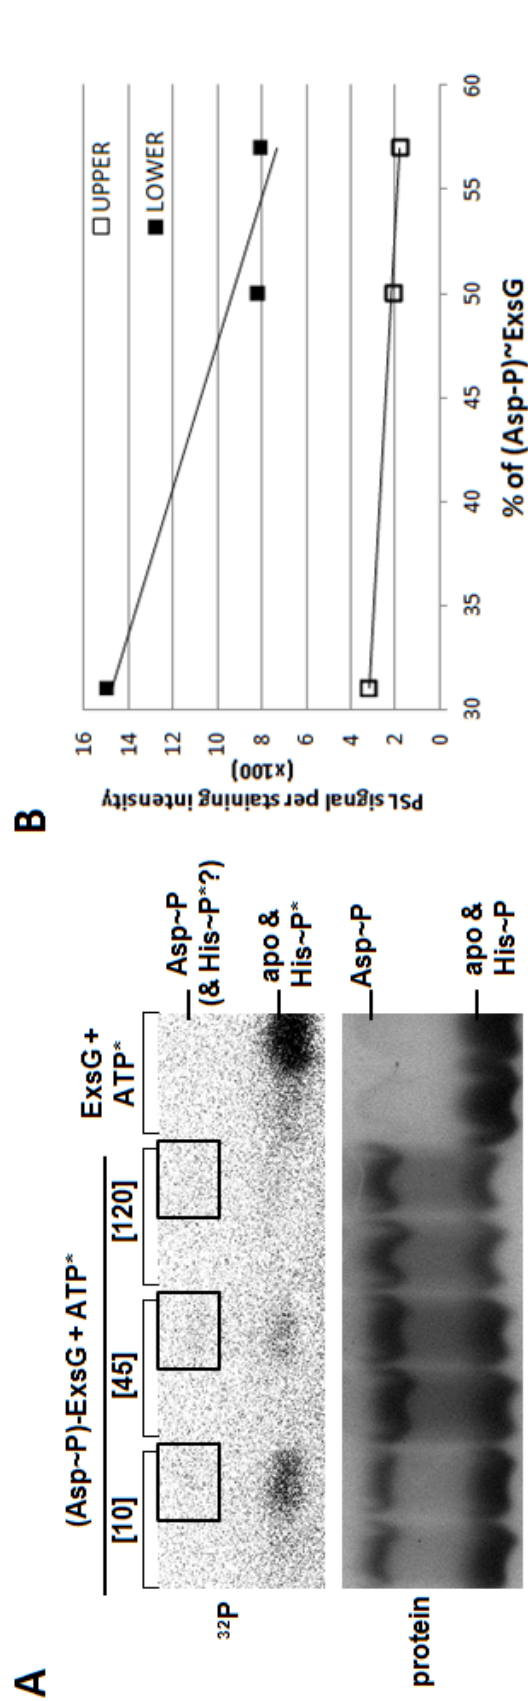 A
(Asp~P)-ExsG + ATP*
ExsG +
ATP*
[10]
[45]
[120]
32P
Asp~P
(& His~P*?)
apo &
His~P*
protein
Asp~P
apo &
His~P
B
PSL signal per staining intensity
(x100)
16
14
12
10
8
6
4
2
0
UPPER
LOWER
30
35
40
45
50
55
60
% of (Asp-P)~ExsG